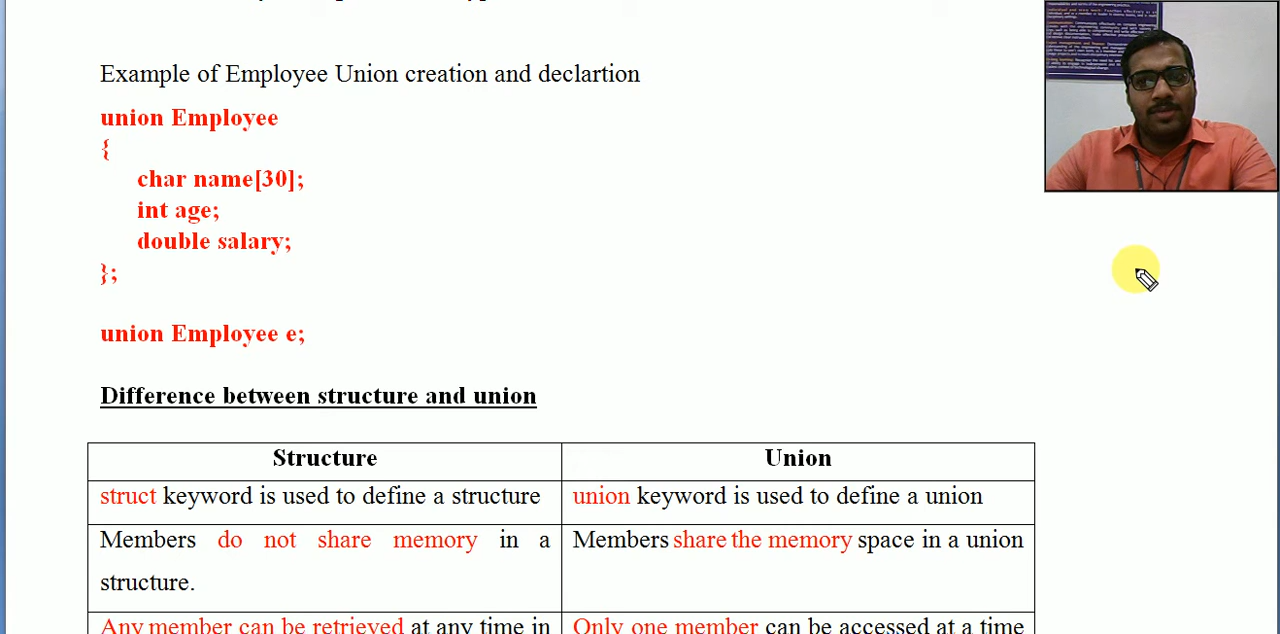 Example of Employee Union creation and declartion
union Employee
{
char name[30];
int age;
double salary;
};
union Employee e;
Difference between structure and union
Structure
Union
struct keyword is used to define a structure
union keyword is used to define a union
Members do not share memory in a
structure.
Members share the memory space in a union
Any member can be retrieved at any time in
Only one member can be accessed at a time